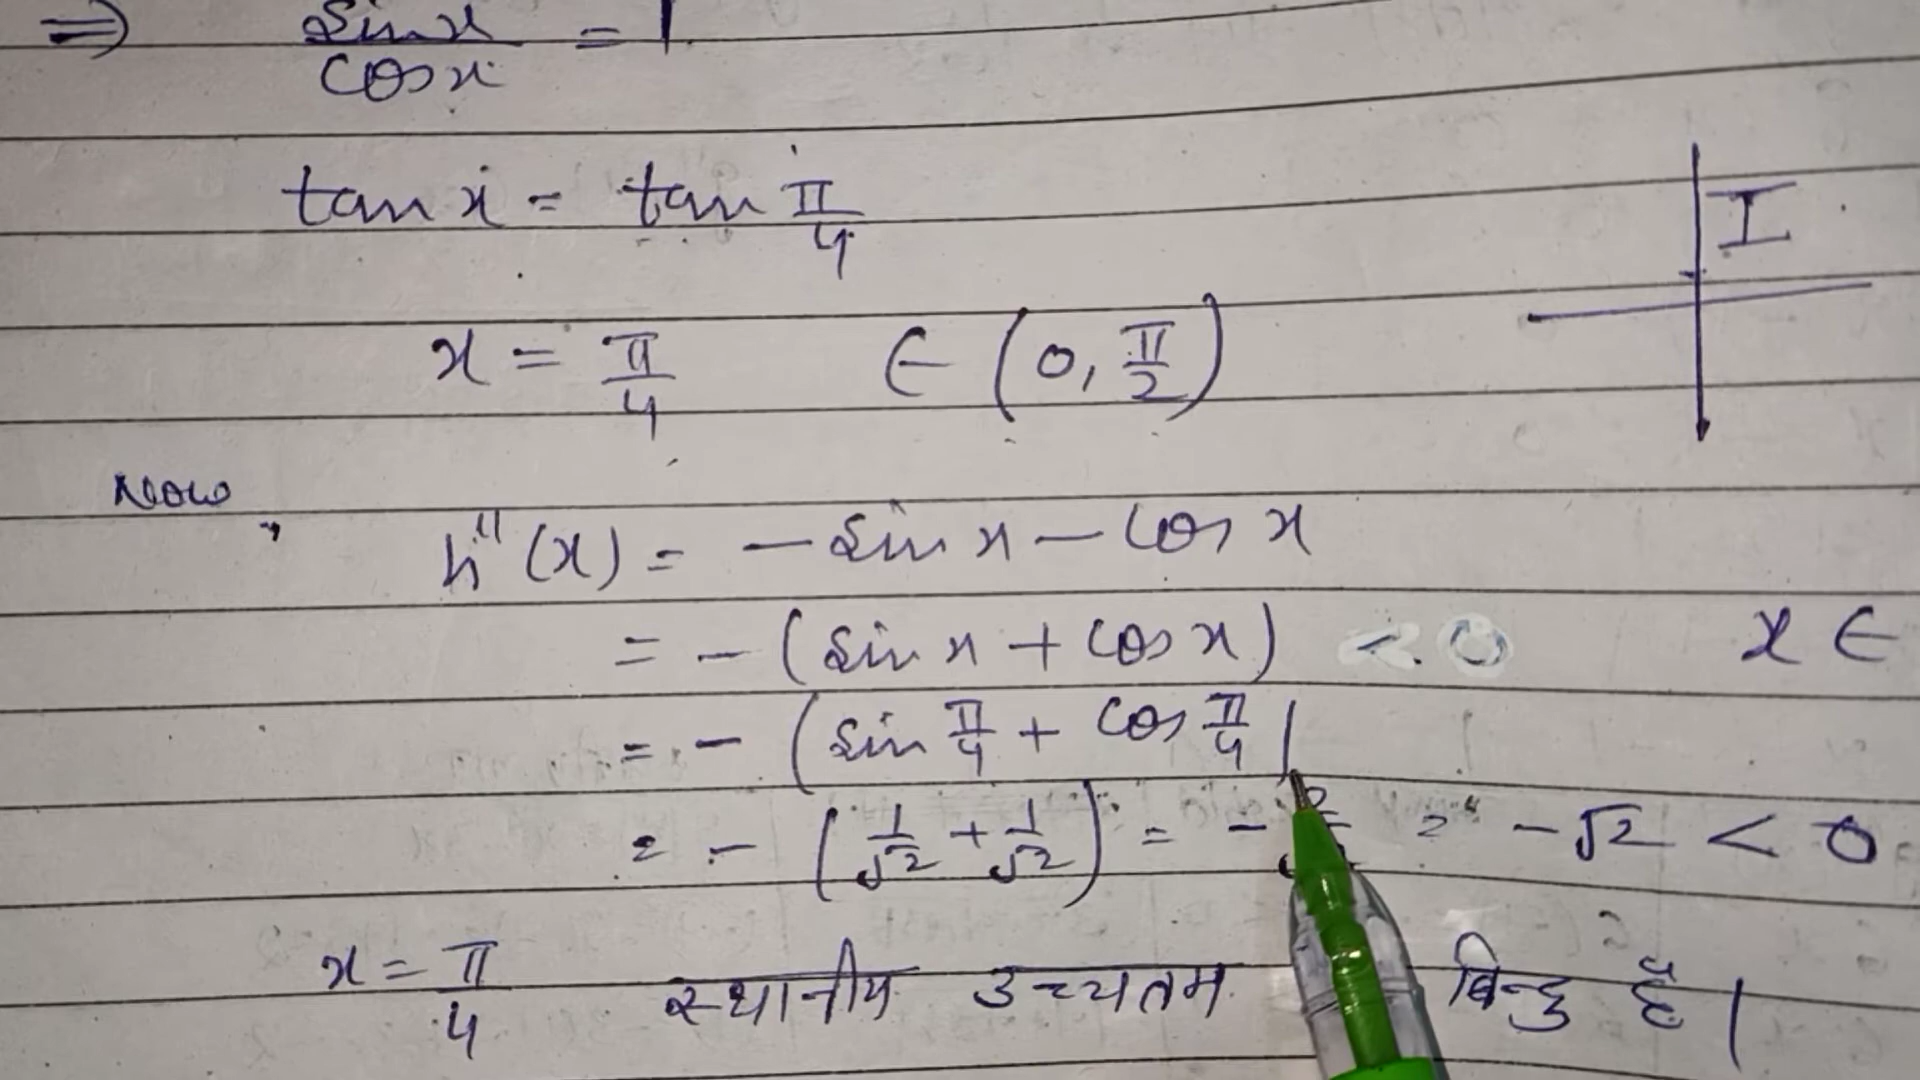 ⇒ sin x / cos x = 1
tan x = tan π/4
I
x = π/4 ∈ (0, π/2)
Now,
h''(x) = - sin x - cos x
= - (sin x + cos x) < 0 x ∈
= - (sin π/4 + cos π/4
= - (1/√2 + 1/√2) = - = - √2 < 0
x = π/4 स्थानीय उच्चतम बिन्दु है |